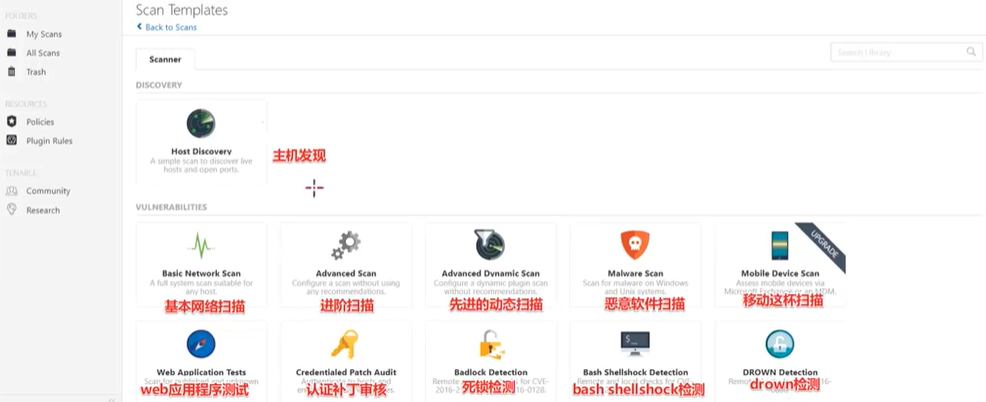 Scan Templates
Back to Scans
FOLDERS
My Scans
All Scans
Trash
RESOURCES
Policies
Plugin Rules
TENABLE
Community
Research
Scanner
Search Library
DISCOVERY
Host Discovery
A simple scan to discover live
hosts and open ports.
主机发现
VULNERABILITIES
Basic Network Scan
A full system scan suitable for
any host.
基本网络扫描
Advanced Scan
Configure a scan without using
any recommendations.
进阶扫描
Advanced Dynamic Scan
Configure a dynamic plugin scan
without recommendations.
先进的动态扫描
Malware Scan
Scan for malware on Windows
and Unix systems.
恶意软件扫描
UPGRADE
Mobile Device Scan
Assess mobile devices via
Microsoft Exchange or an MDM.
移动这杯扫描
Web Application Tests
Scan for published and unknown
web应用程序测试
Credentialed Patch Audit
Authenticate to hosts and
认证补丁审核
Badlock Detection
Remote checks for CVE-
2016-2 16-0128.
死锁检测
Bash Shellshock Detection
Remote and local checks for CVE-
bash shellshock检测
DROWN Detection
Remote 16-
drown检测